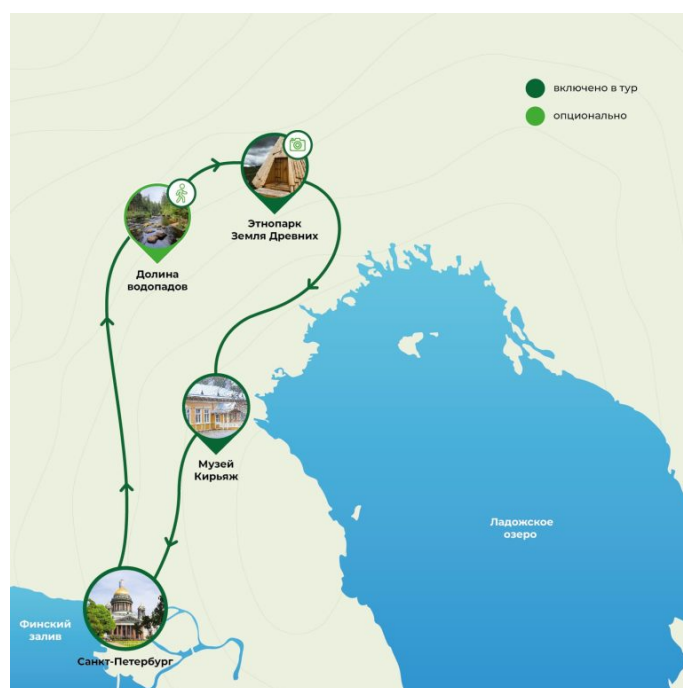 включено в тур
опционально
Этнопарк
Земля Древних
Долина
водопадов
Музей
Кирьяж
Ладожское
озеро
Финский
залив
Санкт-Петербург